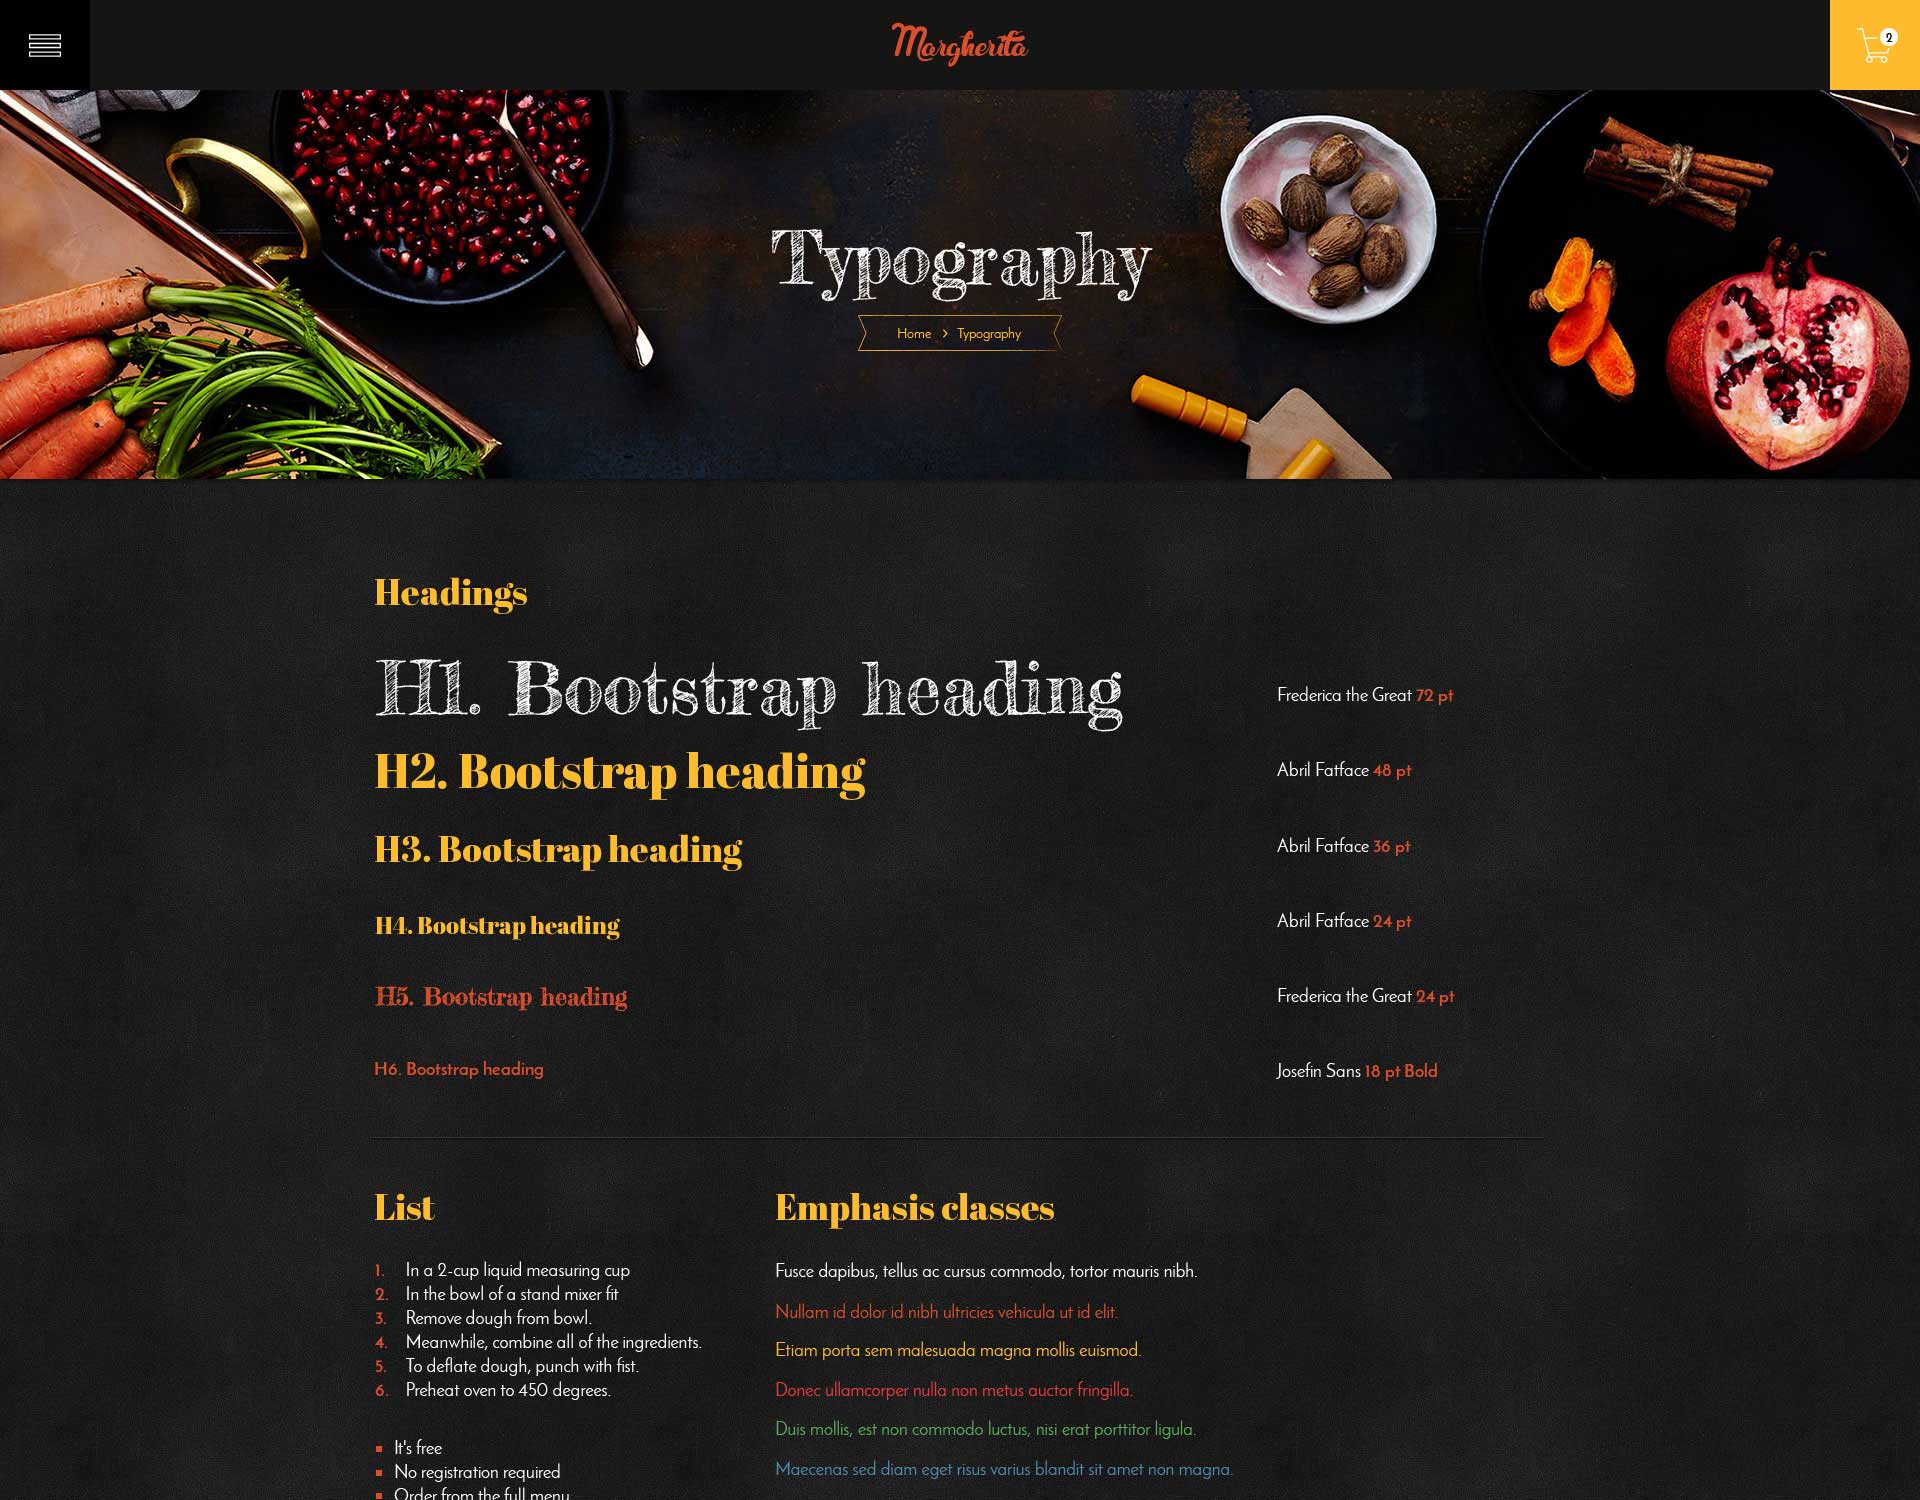 Margherita
2
Typography
Home > Typography
Headings
H1. Bootstrap heading
Frederica the Great 72 pt
H2. Bootstrap heading
Abril Fatface 48 pt
H3. Bootstrap heading
Abril Fatface 36 pt
H4. Bootstrap heading
Abril Fatface 24 pt
H5. Bootstrap heading
Frederica the Great 24 pt
H6. Bootstrap heading
Josefin Sans 18 pt Bold
List
1. In a 2-cup liquid measuring cup
2. In the bowl of a stand mixer fit
3. Remove dough from bowl.
4. Meanwhile, combine all of the ingredients.
5. To deflate dough, punch with fist.
6. Preheat oven to 450 degrees.
It's free
No registration required
Order from the full menu
Emphasis classes
Fusce dapibus, tellus ac cursus commodo, tortor mauris nibh.
Nullam id dolor id nibh ultricies vehicula ut id elit.
Etiam porta sem malesuada magna mollis euismod.
Donec ullamcorper nulla non metus auctor fringilla.
Duis mollis, est non commodo luctus, nisi erat porttitor ligula.
Maecenas sed diam eget risus varius blandit sit amet non magna.